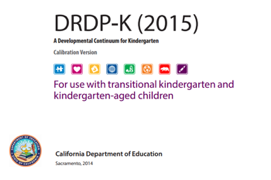 DRDP-K (2015)
A Developmental Continuum for Kindergarten
Calibration Version
For use with transitional kindergarten and
kindergarten-aged children
California Department of Education
Sacramento, 2014